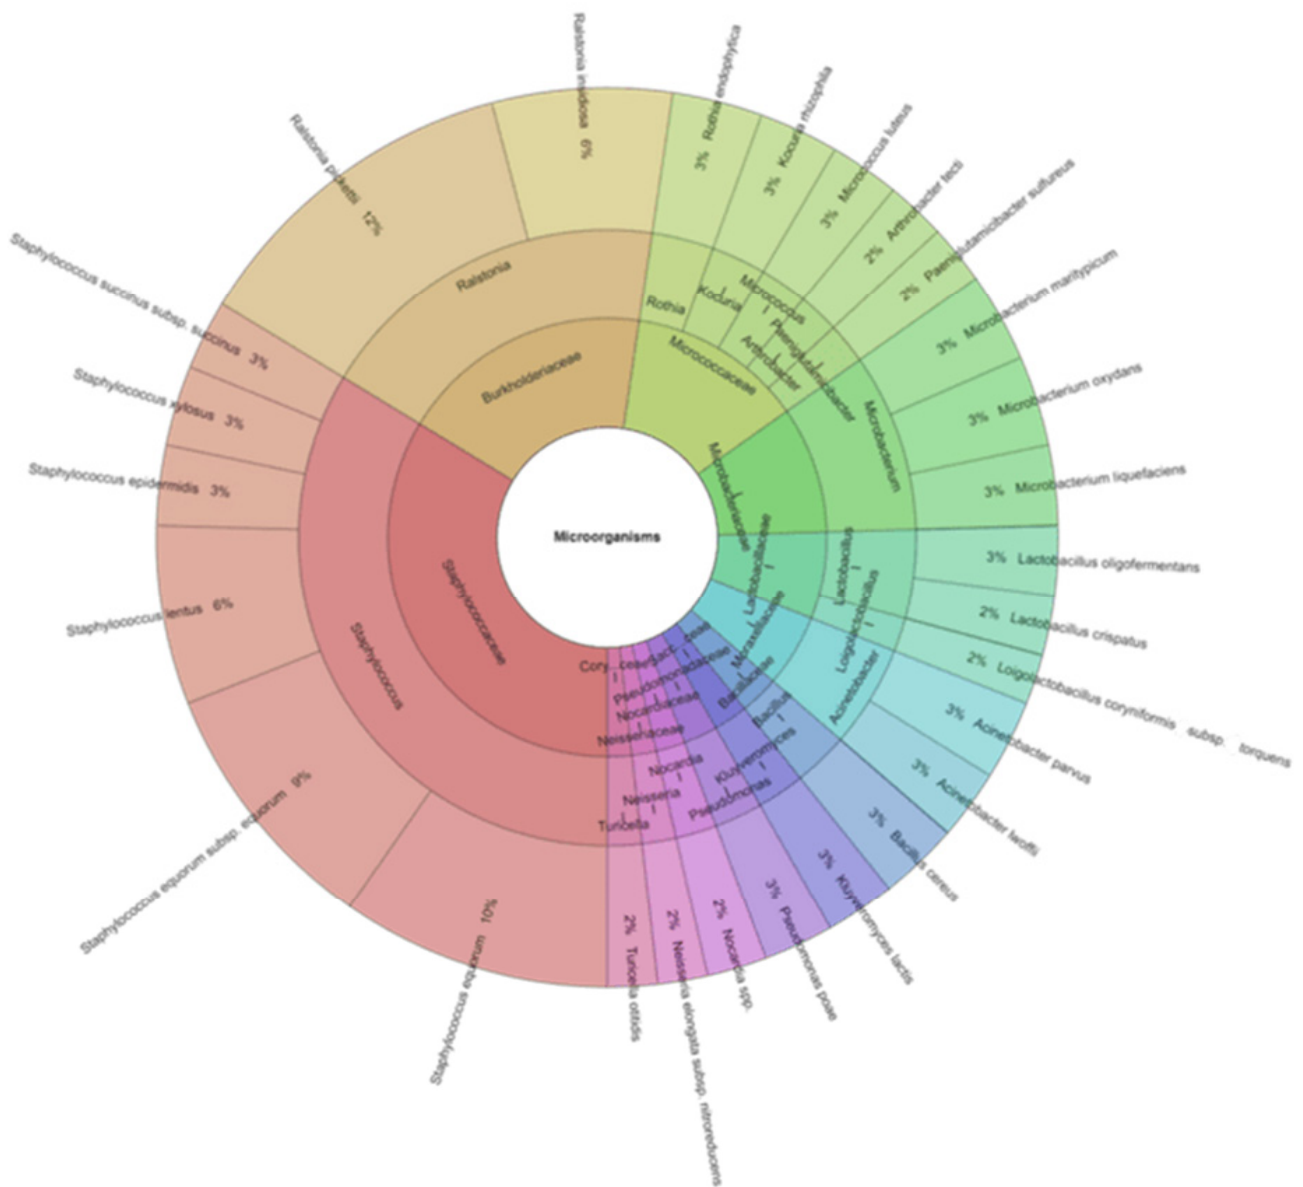 Microorganisms
Staphylococcaceae
Burkholderiaceae
Micrococcaceae
Microbacteriaceae
Lactobacillaceae
Moraxellaceae
Bacillaceae
Pseudomonadaceae
Nocardiaceae
Neisseriaceae
Cory...ceae
Staphylococcus
Ralstonia
Rothia
Kocuria
Micrococcus
Arthrobacter
Paeniglutamicibacter
Microbacterium
Lactobacillus
Loigolactobacillus
Acinetobacter
Bacillus
Kluyveromyces
Pseudomonas
Nocardia
Neisseria
Turicella
Staphylococcus succinus subsp. succinus 3%
Staphylococcus xylosus 3%
Staphylococcus epidermidis 3%
Staphylococcus lentus 6%
Staphylococcus equorum subsp. equorum 9%
Staphylococcus equorum 10%
Ralstonia pickettii 12%
Ralstonia insidiosa 6%
3% Rothia endophytica
3% Kocuria rhizophila
3% Micrococcus luteus
2% Arthrobacter tecti
2% Paeniglutamicibacter sulfureus
3% Microbacterium maritypicum
3% Microbacterium oxydans
3% Microbacterium liquefaciens
3% Lactobacillus oligofermentans
2% Lactobacillus crispatus
2% Loigolactobacillus coryniformis subsp. torquens
3% Acinetobacter parvus
3% Acinetobacter lwoffii
3% Bacillus cereus
3% Kluyveromyces lactis
3% Pseudomonas poae
2% Nocardia spp.
2% Neisseria elongata subsp. nitroreducens
2% Turicella otitidis